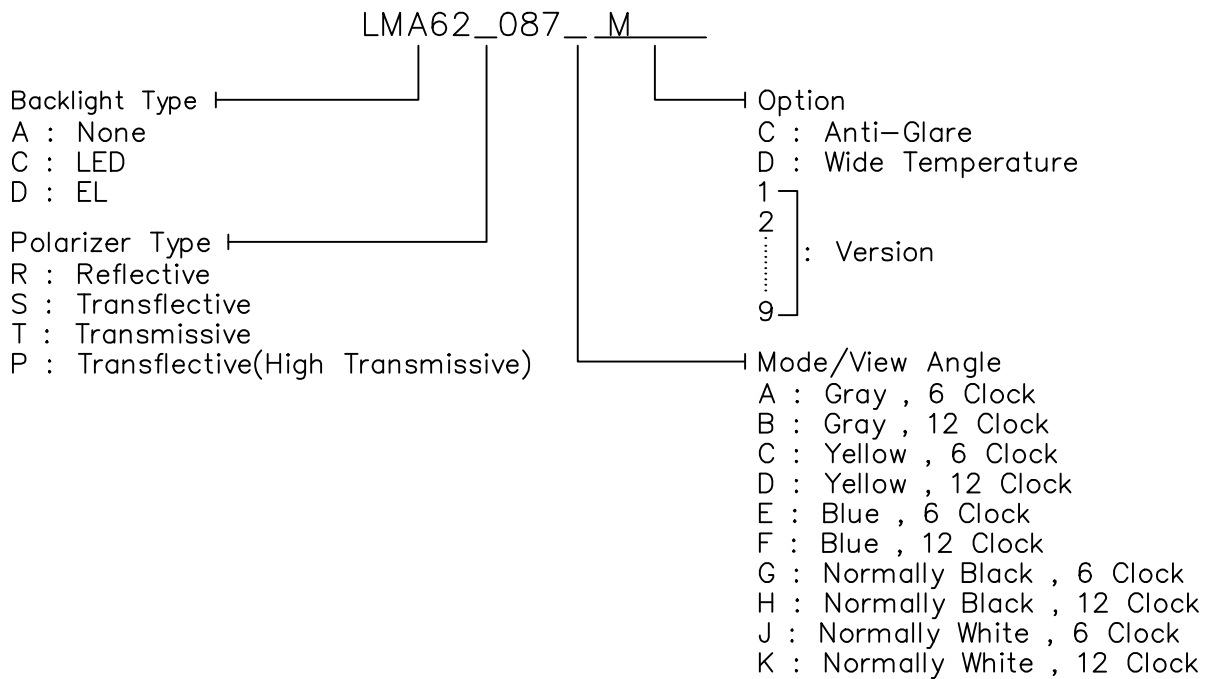 LMA62_087_ M
Backlight Type
A : None
C : LED
D : EL
Polarizer Type
R : Reflective
S : Transflective
T : Transmissive
P : Transflective(High Transmissive)
Option
C : Anti-Glare
D : Wide Temperature
1
2
9
: Version
Mode/View Angle
A : Gray , 6 Clock
B : Gray , 12 Clock
C : Yellow , 6 Clock
D : Yellow , 12 Clock
E : Blue , 6 Clock
F : Blue , 12 Clock
G : Normally Black , 6 Clock
H : Normally Black , 12 Clock
J : Normally White , 6 Clock
K : Normally White , 12 Clock